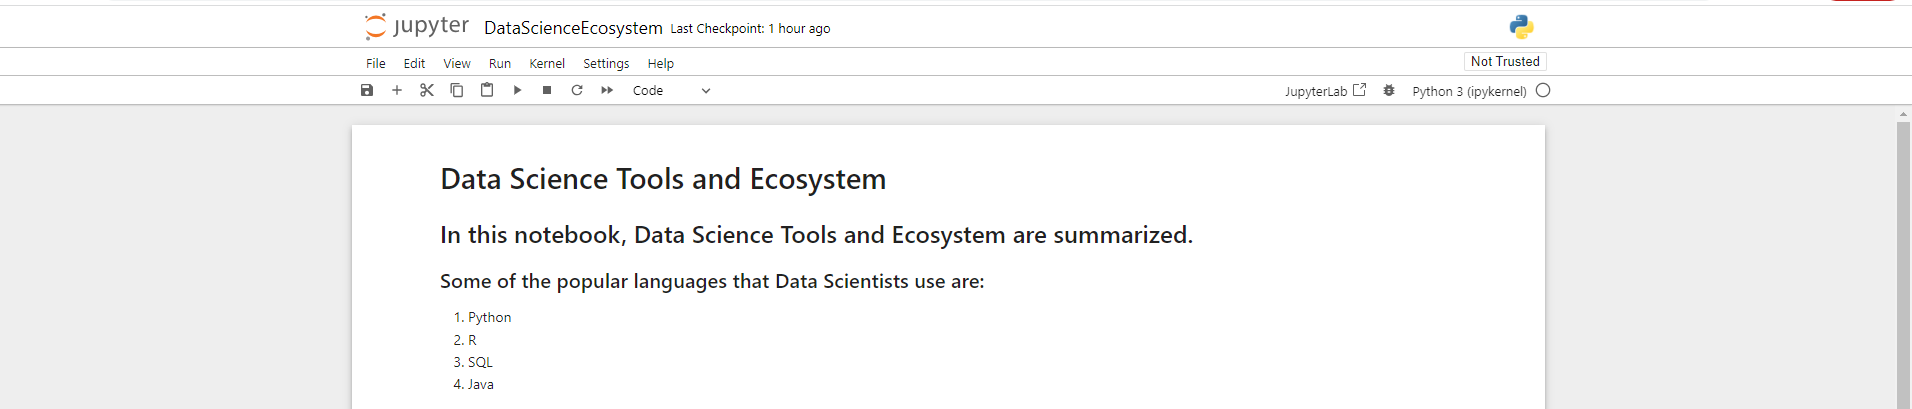 jupyter DataScienceEcosystem Last Checkpoint: 1 hour ago
File Edit View Run Kernel Settings Help Not Trusted
Code JupyterLab Python 3 (ipykernel)
Data Science Tools and Ecosystem
In this notebook, Data Science Tools and Ecosystem are summarized.
Some of the popular languages that Data Scientists use are:
1. Python
2. R
3. SQL
4. Java